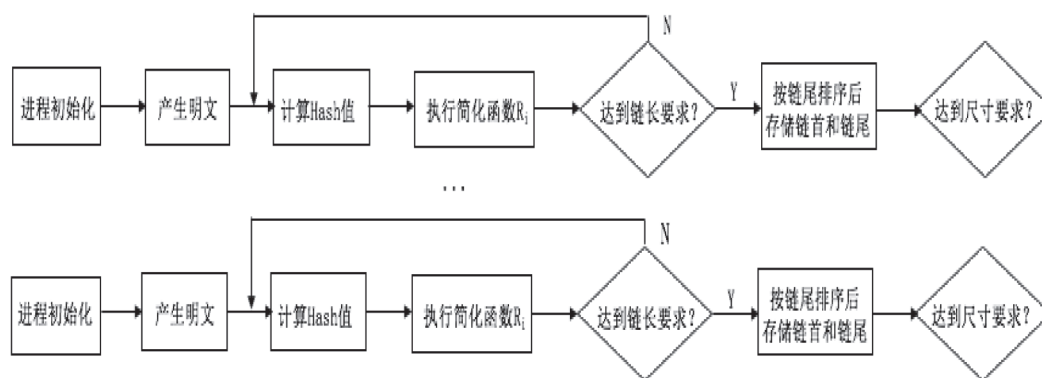 N
进程初始化
产生明文
计算Hash值
执行简化函数Ri
达到链长要求?
Y
按链尾排序后
存储链首和链尾
达到尺寸要求?
...
N
进程初始化
产生明文
计算Hash值
执行简化函数Ri
达到链长要求?
Y
按链尾排序后
存储链首和链尾
达到尺寸要求?